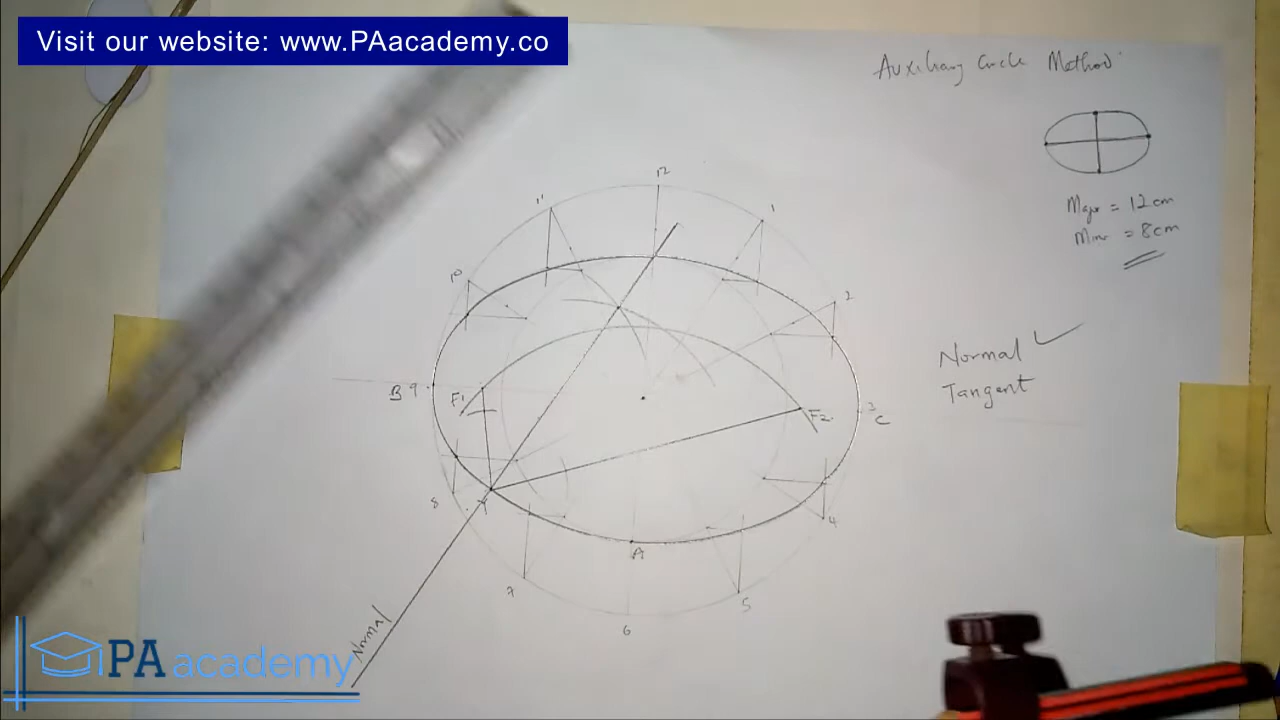 Visit our website: www.PAacademy.co
Auxiliary Circle Method
Major = 12cm
Minor = 8cm
Normal
Tangent
12
11
1
10
2
B 9
F1
F2
3
C
8
Y
4
A
7
5
6
Normal
PA academy